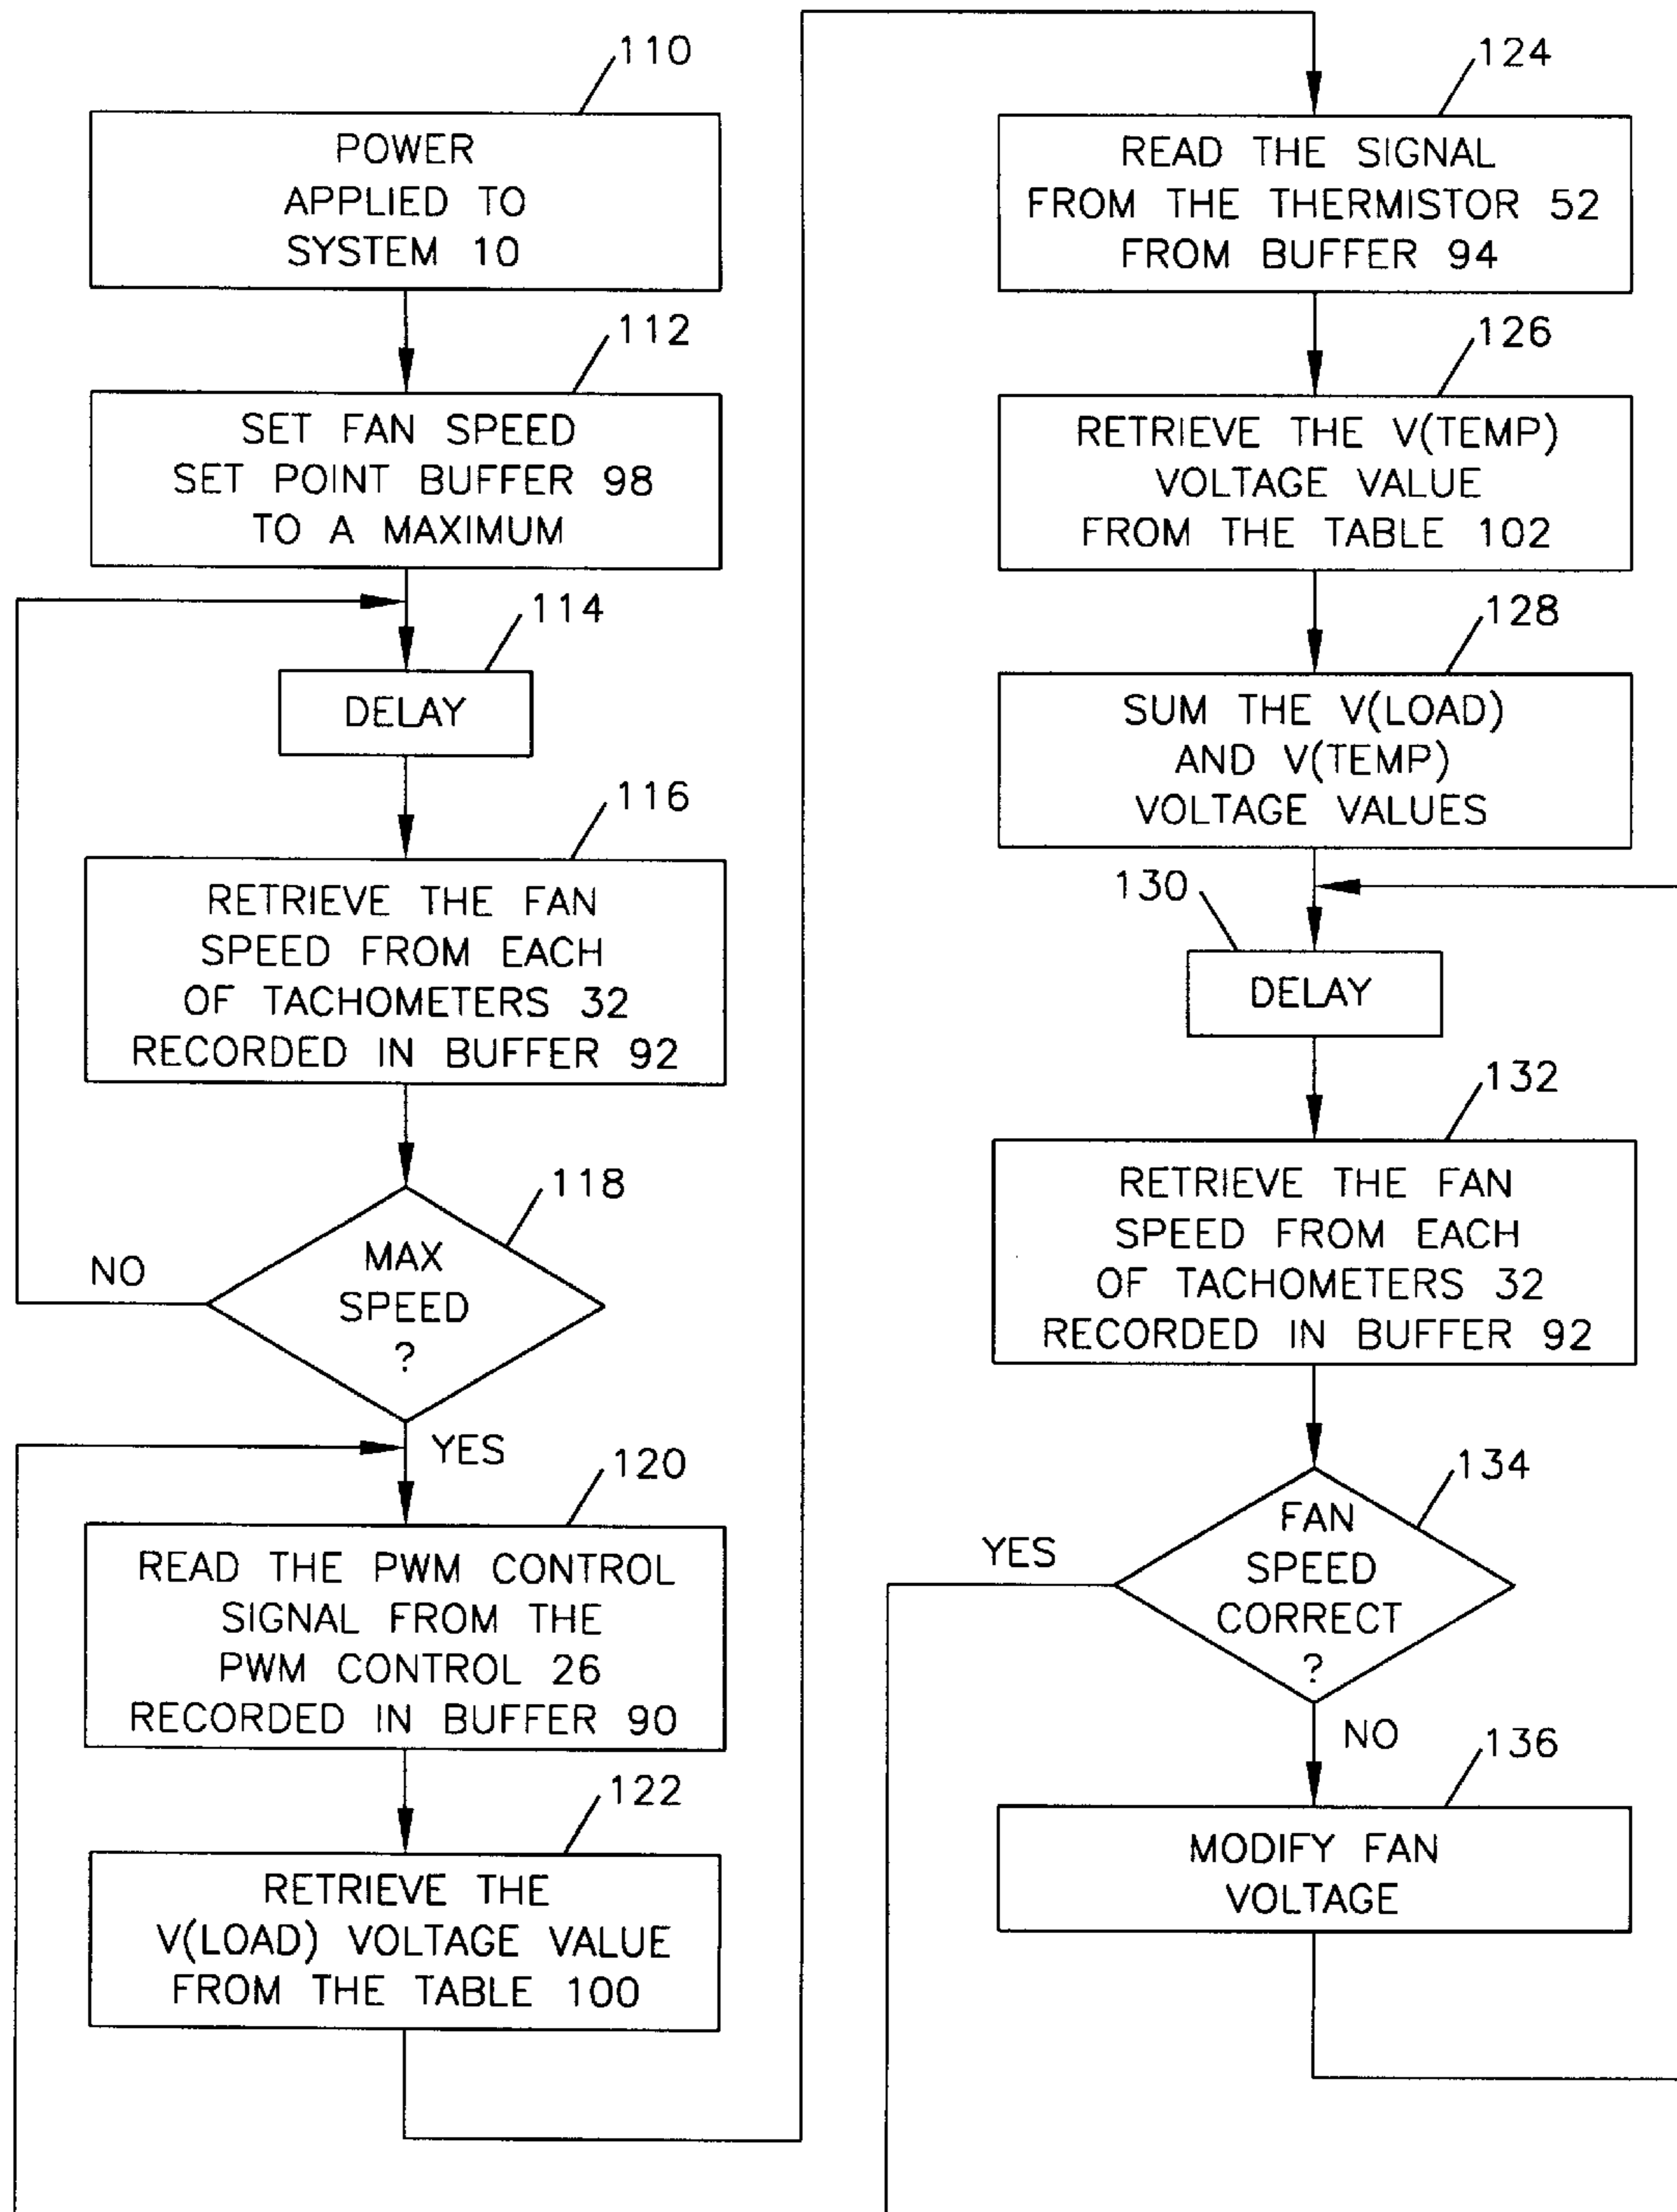 110
POWER
APPLIED TO
SYSTEM 10
112
SET FAN SPEED
SET POINT BUFFER 98
TO A MAXIMUM
114
DELAY
116
RETRIEVE THE FAN
SPEED FROM EACH
OF TACHOMETERS 32
RECORDED IN BUFFER 92
118
MAX
SPEED
?
NO
YES
120
READ THE PWM CONTROL
SIGNAL FROM THE
PWM CONTROL 26
RECORDED IN BUFFER 90
122
RETRIEVE THE
V(LOAD) VOLTAGE VALUE
FROM THE TABLE 100
124
READ THE SIGNAL
FROM THE THERMISTOR 52
FROM BUFFER 94
126
RETRIEVE THE V(TEMP)
VOLTAGE VALUE
FROM THE TABLE 102
128
SUM THE V(LOAD)
AND V(TEMP)
VOLTAGE VALUES
130
DELAY
132
RETRIEVE THE FAN
SPEED FROM EACH
OF TACHOMETERS 32
RECORDED IN BUFFER 92
134
FAN
SPEED
CORRECT
?
YES
NO
136
MODIFY FAN
VOLTAGE